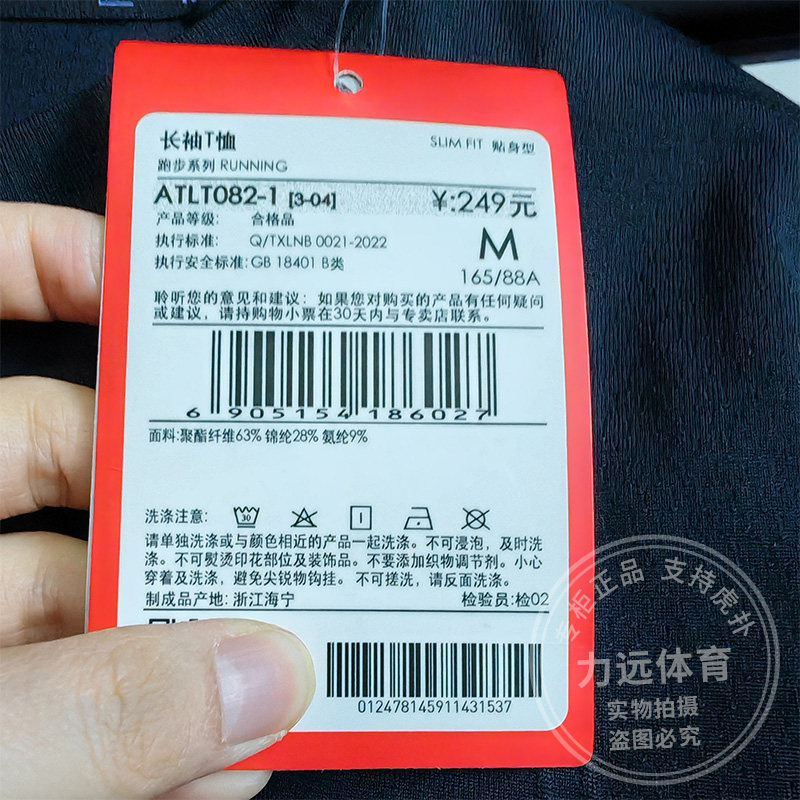 长袖T恤
SLIM FIT 贴身型
跑步系列 RUNNING
ATLT082-1 [3-04]
¥:249元
产品等级: 合格品
执行标准: Q/TXLNB 0021-2022
M
执行安全标准: GB 18401 B类
165/88A
聆听您的意见和建议: 如果您对购买的产品有任何疑问
或建议, 请持购物小票在30天内与专卖店联系。
6 905154 186027
面料:聚酯纤维63% 锦纶28% 氨纶9%
洗涤注意:
30
请单独洗涤或与颜色相近的产品一起洗涤。不可浸泡, 及时洗
涤。不可熨烫印花部位及装饰品。不要添加织物调节剂。小心
穿着及洗涤, 避免尖锐物钩挂。 不可搓洗, 请反面洗涤。
制成品产地: 浙江海宁
检验员:检02
012478145911431537
专柜正品 支持虎扑
力远体育
实物拍摄
盗图必究